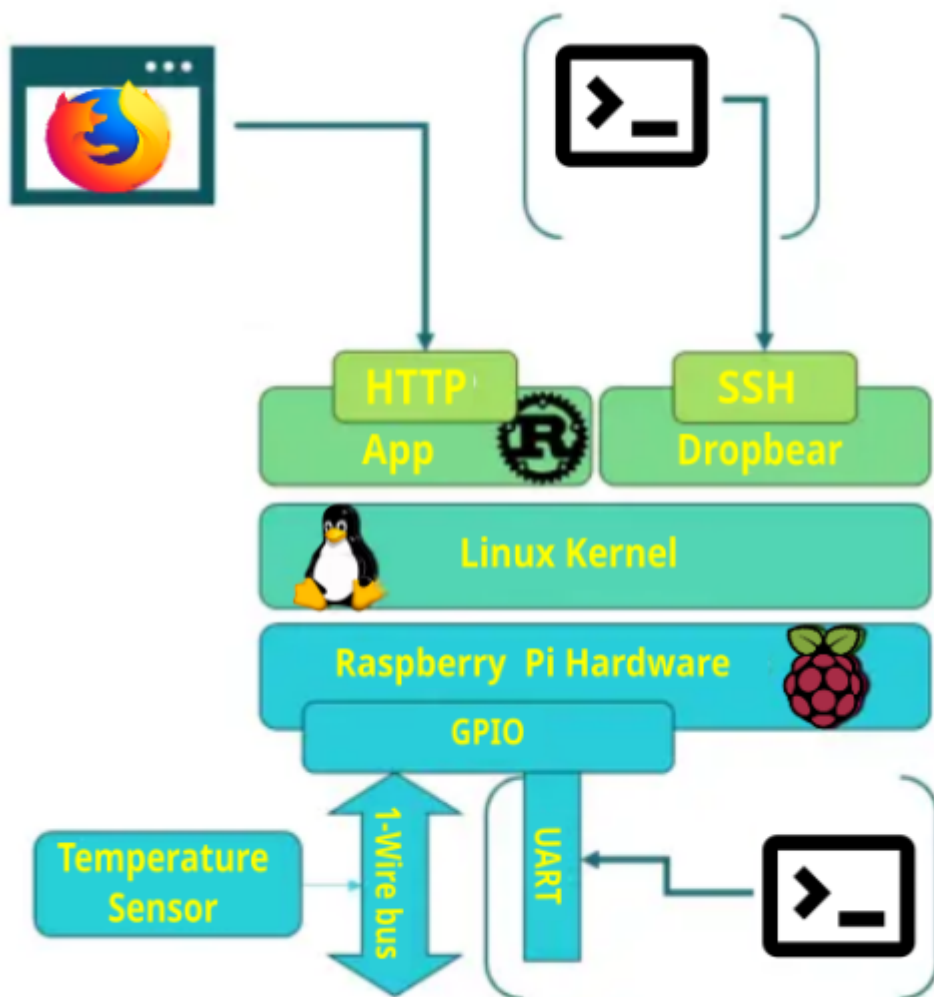 HTTP
SSH
App
Dropbear
Linux Kernel
Raspberry Pi Hardware
GPIO
1-Wire bus
UART
Temperature
Sensor